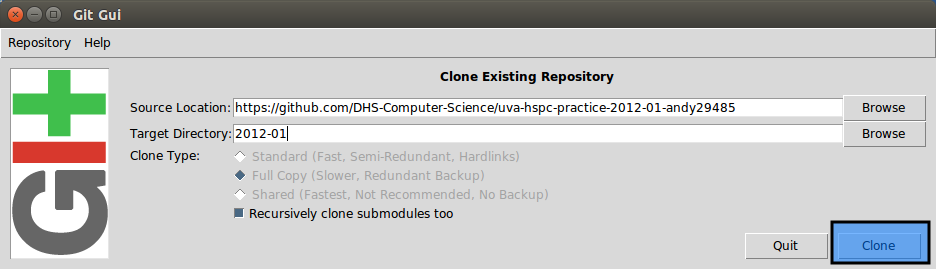 Git Gui
Repository Help
Clone Existing Repository
Source Location: https://github.com/DHS-Computer-Science/uva-hspc-practice-2012-01-andy29485 Browse
Target Directory: 2012-01 Browse
Clone Type: Standard (Fast, Semi-Redundant, Hardlinks)
Full Copy (Slower, Redundant Backup)
Shared (Fastest, Not Recommended, No Backup)
Recursively clone submodules too
Quit Clone
Git